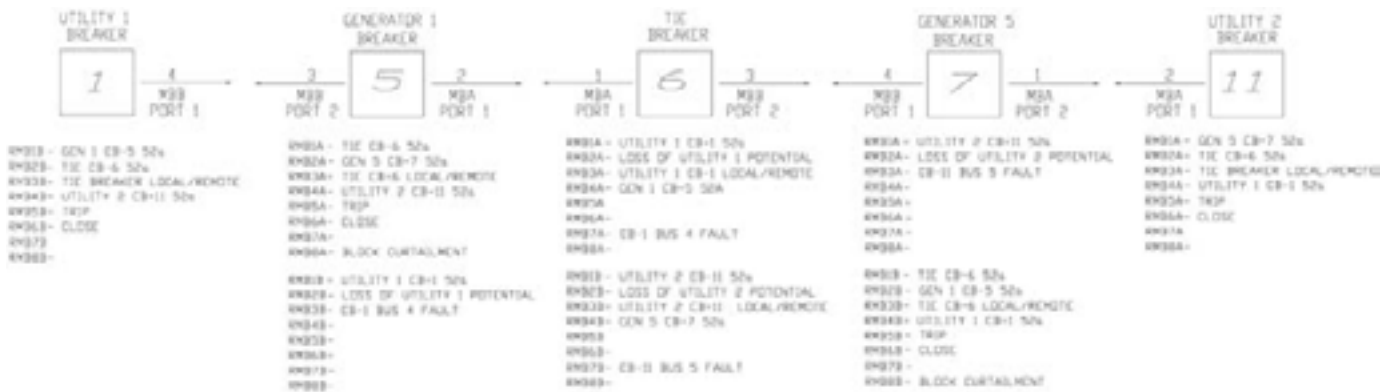 UTILITY 1
BREAKER
1
4
MBB
PORT 1
RMB1B- GEN 1 CB-5 52a
RMB2B- TIE CB-6 52a
RMB3B- TIE BREAKER LOCAL/REMOTE
RMB4B- UTILITY 2 CB-11 52a
RMB5B- TRIP
RMB6B- CLOSE
RMB7B
RMB8B-
GENERATOR 1
BREAKER
3
MBB
PORT 2
5
2
MBA
PORT 1
RMB1A- TIE CB-6 52a
RMB2A- GEN 5 CB-7 52a
RMB3A- TIE CB-6 LOCAL/REMOTE
RMB4A- UTILITY 2 CB-11 52a
RMB5A- TRIP
RMB6A- CLOSE
RMB7A-
RMB8A- BLOCK CURTAILMENT
RMB1B- UTILITY 1 CB-1 52a
RMB2B- LOSS OF UTILITY 1 POTENTIAL
RMB3B- CB-1 BUS 4 FAULT
RMB4B-
RMB5B-
RMB6B-
RMB7B-
RMB8B-
TIE
BREAKER
1
MBA
PORT 1
6
3
MBB
PORT 2
RMB1A- UTILITY 1 CB-1 52a
RMB2A- LOSS OF UTILITY 1 POTENTIAL
RMB3A- UTILITY 1 CB-1 LOCAL/REMOTE
RMB4A- GEN 1 CB-5 52A
RMB5A
RMB6A-
RMB7A- CB-1 BUS 4 FAULT
RMB8A-
RMB1B- UTILITY 2 CB-11 52a
RMB2B- LOSS OF UTILITY 2 POTENTIAL
RMB3B- UTILITY 2 CB-11 LOCAL/REMOTE
RMB4B- GEN 5 CB-7 52a
RMB5B
RMB6B-
RMB7B- CB-11 BUS 5 FAULT
RMB8B-
GENERATOR 5
BREAKER
4
MBB
PORT 1
7
1
MBA
PORT 2
RMB1A- UTILITY 2 CB-11 52a
RMB2A- LOSS OF UTILITY 2 POTENTIAL
RMB3A- CB-11 BUS 5 FAULT
RMB4A-
RMB5A-
RMB6A-
RMB7A-
RMB8A-
RMB1B- TIE CB-6 52a
RMB2B- GEN 1 CB-5 52a
RMB3B- TIE CB-6 LOCAL/REMOTE
RMB4B- UTILITY 1 CB-1 52a
RMB5B- TRIP
RMB6B- CLOSE
RMB7B-
RMB8B- BLOCK CURTAILMENT
UTILITY 2
BREAKER
2
MBA
PORT 1
11
RMB1A- GEN 5 CB-7 52a
RMB2A- TIE CB-6 52a
RMB3A- TIE BREAKER LOCAL/REMOTED
RMB4A- UTILITY 1 CB-1 52a
RMB5A- TRIP
RMB6A- CLOSE
RMB7A
RMB8A-